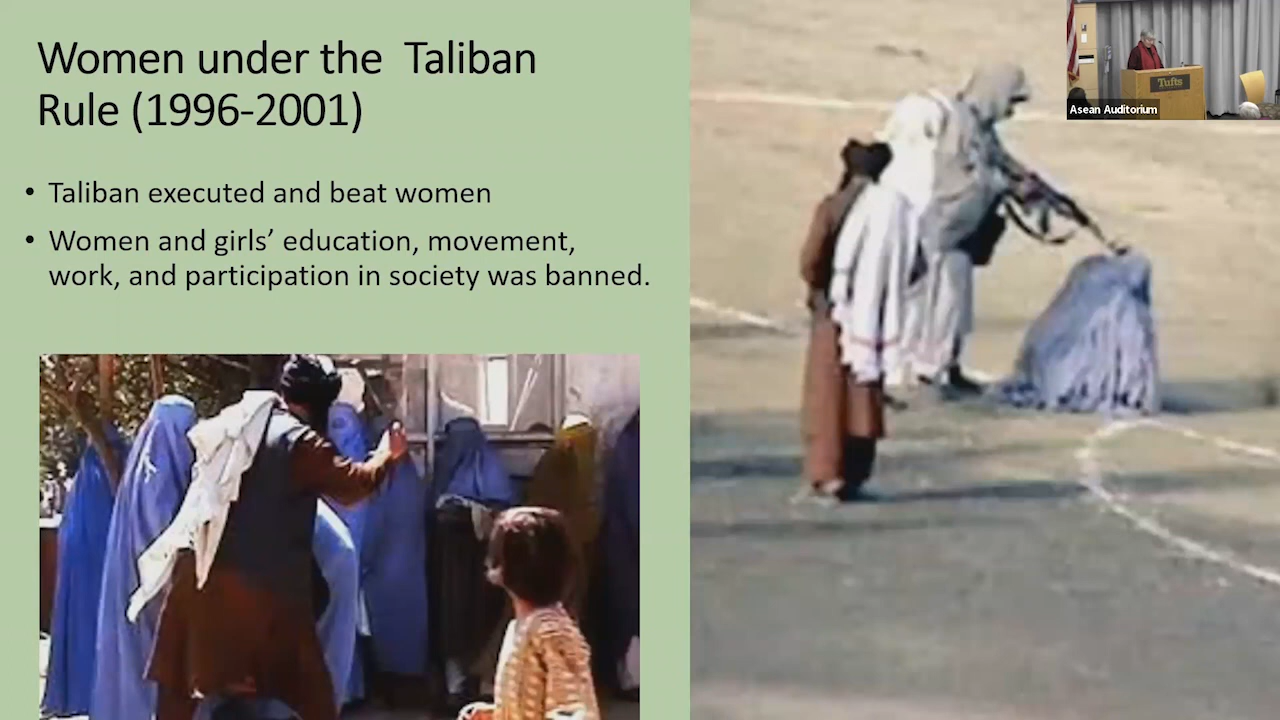 Women under the Taliban
Rule (1996-2001)
• Taliban executed and beat women
• Women and girls’ education, movement,
work, and participation in society was banned.
Tufts
Asean Auditorium